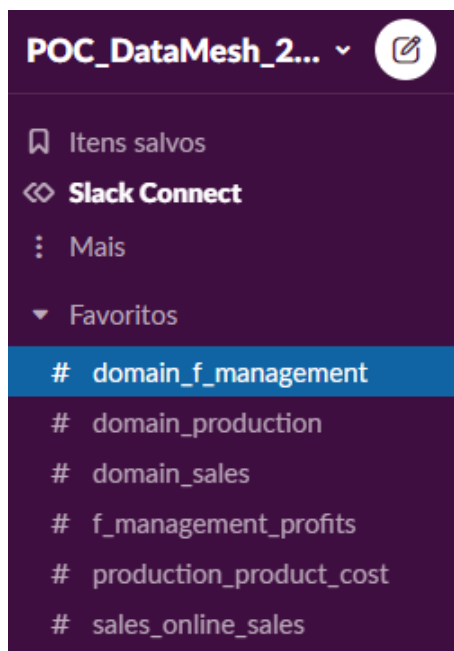 POC_DataMesh_2...
Itens salvos
Slack Connect
Mais
Favoritos
# domain_f_management
# domain_production
# domain_sales
# f_management_profits
# production_product_cost
# sales_online_sales